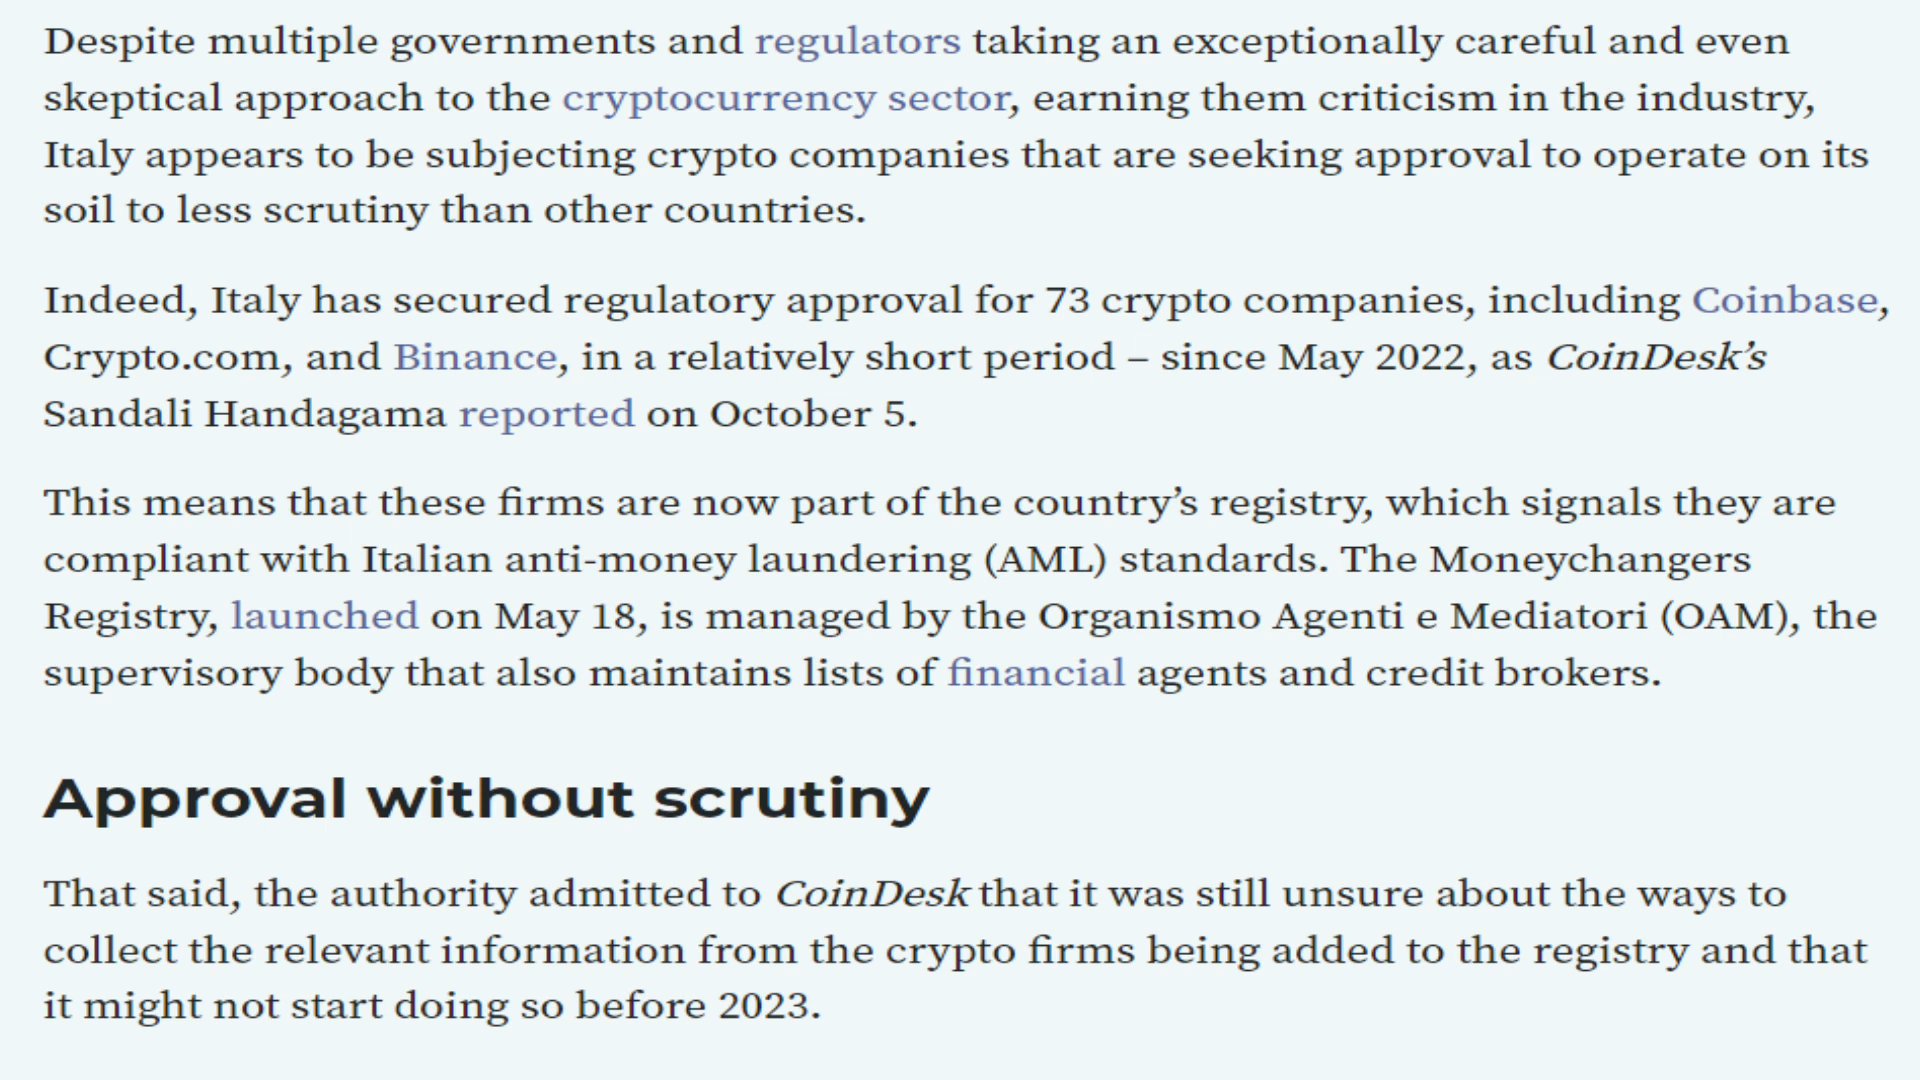 Despite multiple governments and regulators taking an exceptionally careful and even
skeptical approach to the cryptocurrency sector, earning them criticism in the industry,
Italy appears to be subjecting crypto companies that are seeking approval to operate on its
soil to less scrutiny than other countries.
Indeed, Italy has secured regulatory approval for 73 crypto companies, including Coinbase,
Crypto.com, and Binance, in a relatively short period – since May 2022, as CoinDesk’s
Sandali Handagama reported on October 5.
This means that these firms are now part of the country’s registry, which signals they are
compliant with Italian anti-money laundering (AML) standards. The Moneychangers
Registry, launched on May 18, is managed by the Organismo Agenti e Mediatori (OAM), the
supervisory body that also maintains lists of financial agents and credit brokers.
Approval without scrutiny
That said, the authority admitted to CoinDesk that it was still unsure about the ways to
collect the relevant information from the crypto firms being added to the registry and that
it might not start doing so before 2023.